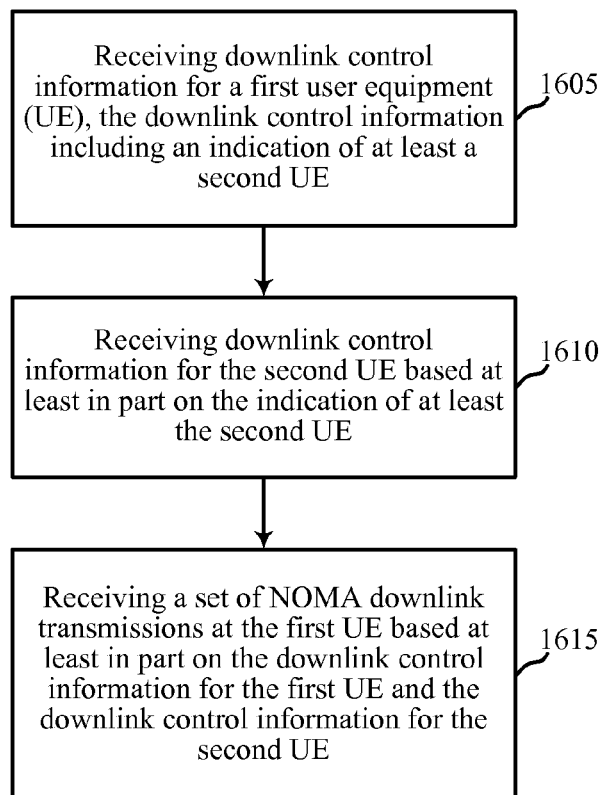 Receiving downlink control
information for a first user equipment
(UE), the downlink control information
including an indication of at least a
second UE
1605
Receiving downlink control
information for the second UE based at
least in part on the indication of at least
the second UE
1610
Receiving a set of NOMA downlink
transmissions at the first UE based at
least in part on the downlink control
information for the first UE and the
downlink control information for the
second UE
1615